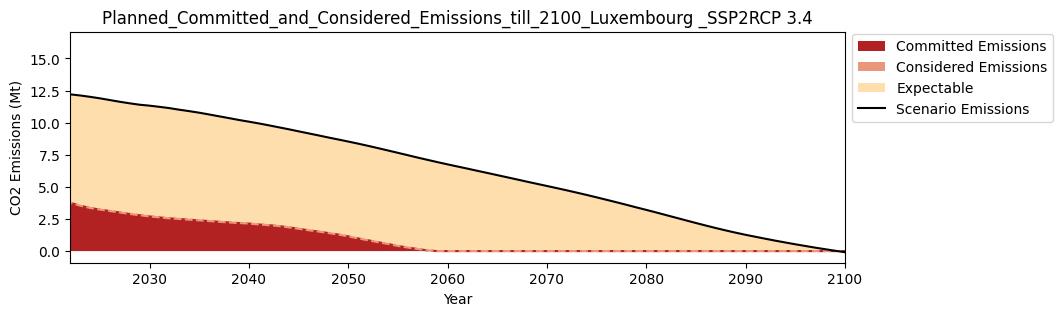 Planned_Committed_and_Considered_Emissions_till_2100_Luxembourg _SSP2RCP 3.4
Committed Emissions
Considered Emissions
Expectable
Scenario Emissions
CO2 Emissions (Mt)
15.0
12.5
10.0
7.5
5.0
2.5
0.0
2030 2040 2050 2060 2070 2080 2090 2100
Year